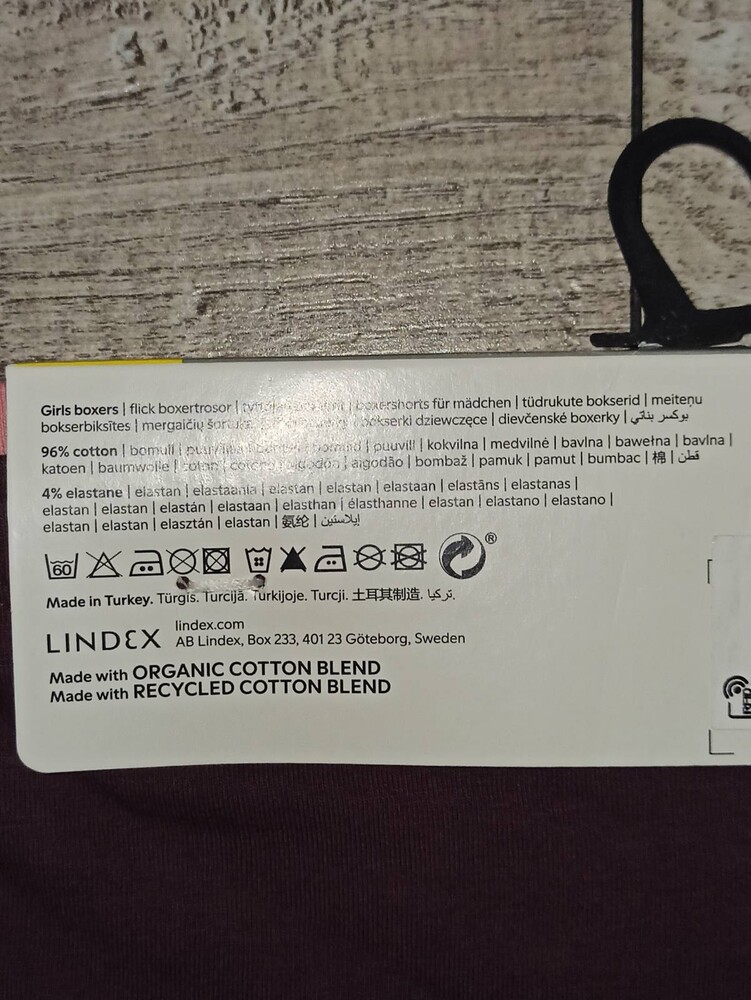 Girls boxers | flick boxertrosor | boxershorts für mädchen | tüdrukute bokserid | meiteņu
bokserbiksītes | mergaičių bokserki dziewczęce | dievčenské boxerky | بوكسر بناتي
96% cotton | bomull | puuvill | kokvilna | medvilnė | bavlna | bawełna | bavlna |
katoen | baumwolle | algodão | bombaž | pamuk | pamut | bumbac | 棉 | قطن
4% elastane | elastan | elastaania | elastan | elastan | elastaan | elastāns | elastanas |
elastan | elastan | elastán | elastaan | elasthan | élasthanne | elastan | elastano | elastano |
elastan | elastan | elasztán | elastan | 氨纶 | إيلاستين
60
®
Made in Turkey. Türgis. Turcijā. Turkijoje. Turcji. 土耳其制造. تركيا.
LINDEX
lindex.com
AB Lindex, Box 233, 401 23 Göteborg, Sweden
Made with ORGANIC COTTON BLEND
Made with RECYCLED COTTON BLEND
RFID